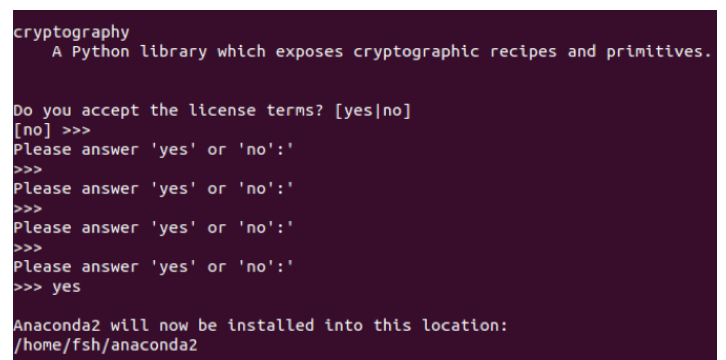 cryptography
    A Python library which exposes cryptographic recipes and primitives.
Do you accept the license terms? [yes|no]
[no] >>>
Please answer 'yes' or 'no':'
>>>
Please answer 'yes' or 'no':'
>>>
Please answer 'yes' or 'no':'
>>>
Please answer 'yes' or 'no':'
>>> yes
Anaconda2 will now be installed into this location:
/home/fsh/anaconda2